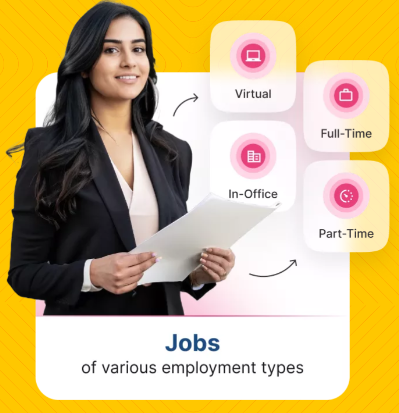 Virtual
Full-Time
In-Office
Part-Time
Jobs
of various employment types